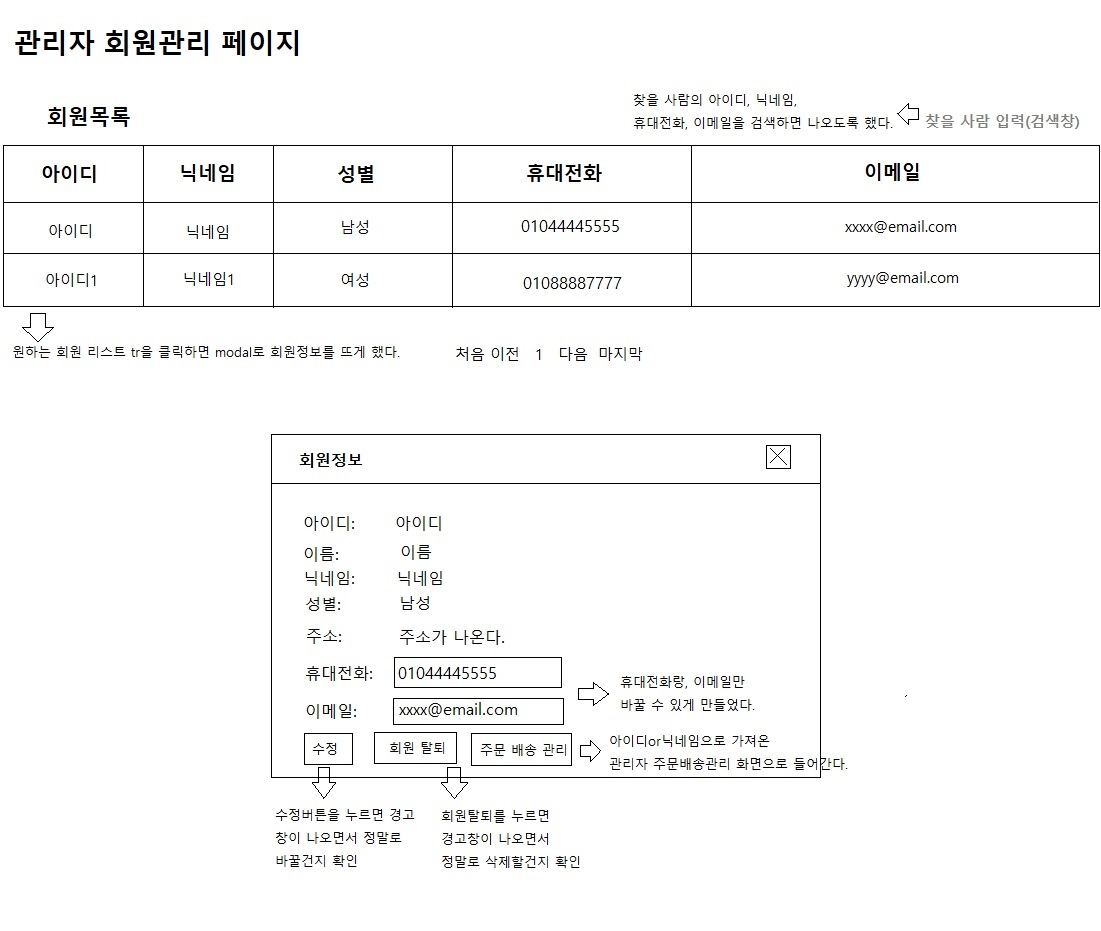 관리자 회원관리 페이지
찾을 사람의 아이디, 닉네임,
휴대전화, 이메일을 검색하면 나오도록 했다.
찾을 사람 입력(검색창)
회원목록
아이디 닉네임 성별 휴대전화 이메일
아이디 닉네임 남성 01044445555 xxxx@email.com
아이디1 닉네임1 여성 01088887777 yyyy@email.com
원하는 회원 리스트 tr을 클릭하면 modal로 회원정보를 뜨게 했다.
처음 이전 1 다음 마지막
회원정보
아이디: 아이디
이름: 이름
닉네임: 닉네임
성별: 남성
주소: 주소가 나온다.
휴대전화: 01044445555
이메일: xxxx@email.com
휴대전화랑, 이메일만
바꿀 수 있게 만들었다.
수정 회원 탈퇴 주문 배송 관리
아이디or닉네임으로 가져온
관리자 주문배송관리 화면으로 들어간다.
수정버튼을 누르면 경고
창이 나오면서 정말로
바꿀건지 확인
회원탈퇴를 누르면
경고창이 나오면서
정말로 삭제할건지 확인